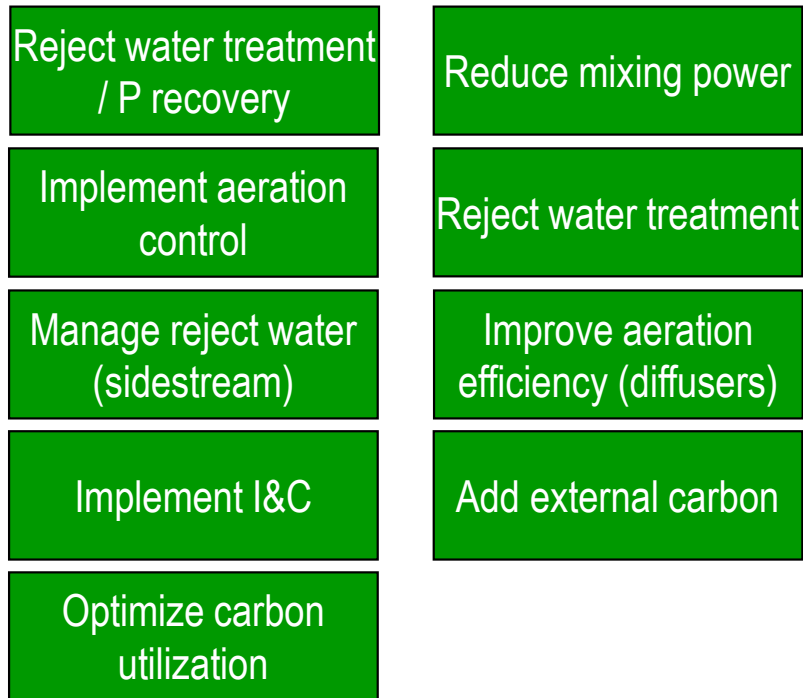 Reject water treatment
/ P recovery
Reduce mixing power
Implement aeration
control
Reject water treatment
Manage reject water
(sidestream)
Improve aeration
efficiency (diffusers)
Implement I&C
Add external carbon
Optimize carbon
utilization